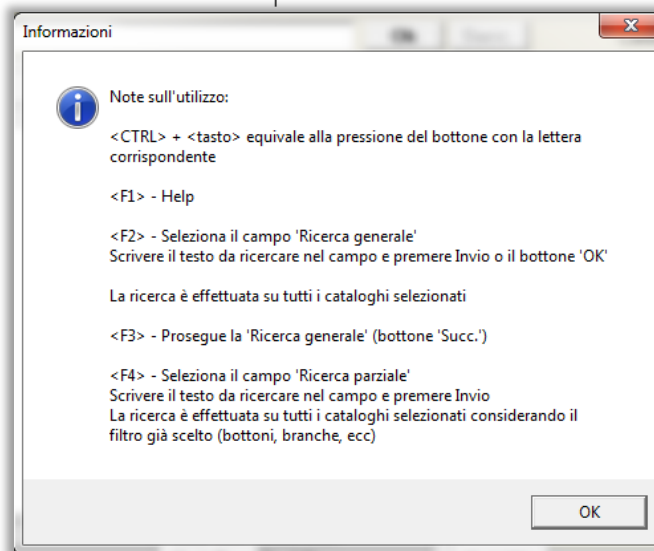 Informazioni
Note sull'utilizzo:
<CTRL> + <tasto> equivale alla pressione del bottone con la lettera
corrispondente
<F1> - Help
<F2> - Seleziona il campo 'Ricerca generale'
Scrivere il testo da ricercare nel campo e premere Invio o il bottone 'OK'
La ricerca è effettuata su tutti i cataloghi selezionati
<F3> - Prosegue la 'Ricerca generale' (bottone 'Succ.')
<F4> - Seleziona il campo 'Ricerca parziale'
Scrivere il testo da ricercare nel campo e premere Invio
La ricerca è effettuata su tutti i cataloghi selezionati considerando il
filtro già scelto (bottoni, branche, ecc)
OK